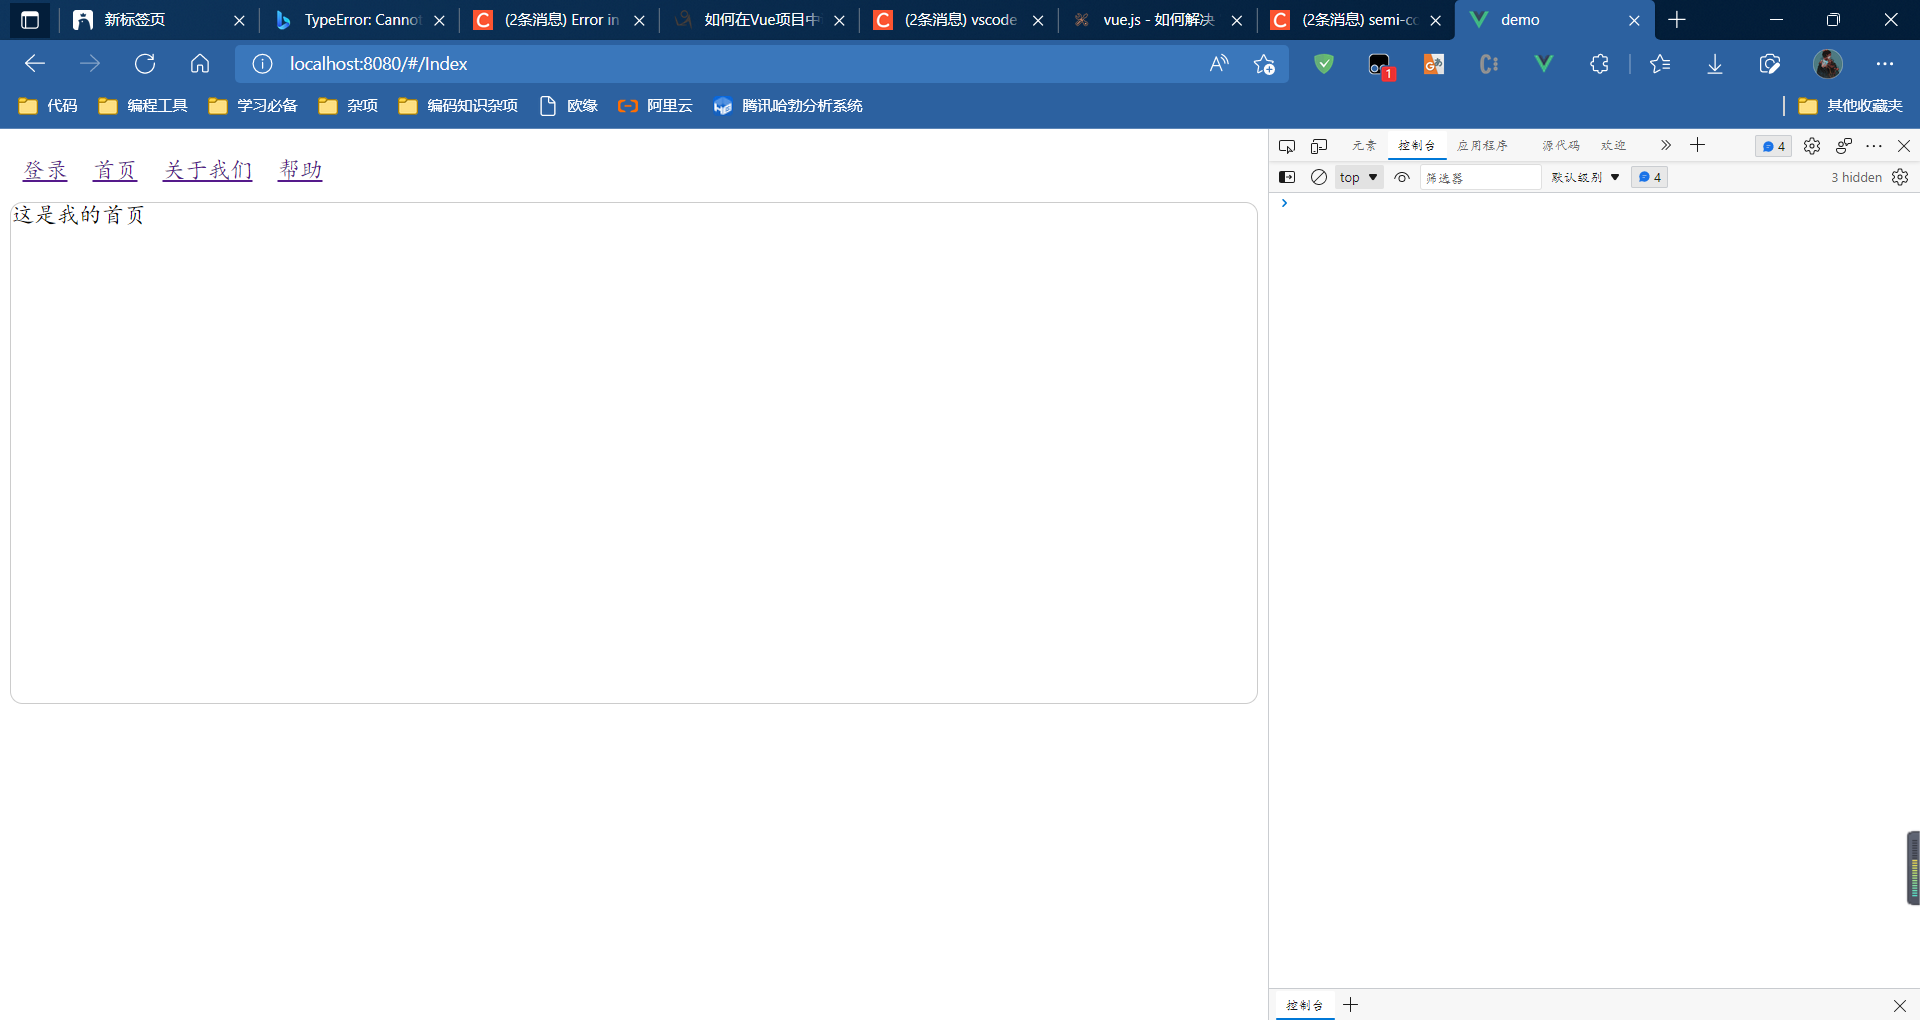 新标签页
TypeError: Canno
(2条消息) Error in
如何在Vue项目中
(2条消息) vscode
vue.js - 如何解决
(2条消息) semi-co
demo
localhost:8080/#/Index
1
代码
编程工具
学习必备
杂项
编码知识杂项
欧缘
阿里云
腾讯哈勃分析系统
其他收藏夹
登录 首页 关于我们 帮助
这是我的首页
元素 控制台 应用程序 源代码 欢迎 4
top 筛选器 默认级别 4 3 hidden
控制台